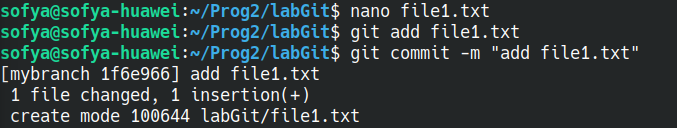 sofya@sofya-huawei:~/Prog2/labGit$ nano file1.txt
sofya@sofya-huawei:~/Prog2/labGit$ git add file1.txt
sofya@sofya-huawei:~/Prog2/labGit$ git commit -m "add file1.txt"
[mybranch 1f6e966] add file1.txt
 1 file changed, 1 insertion(+)
 create mode 100644 labGit/file1.txt